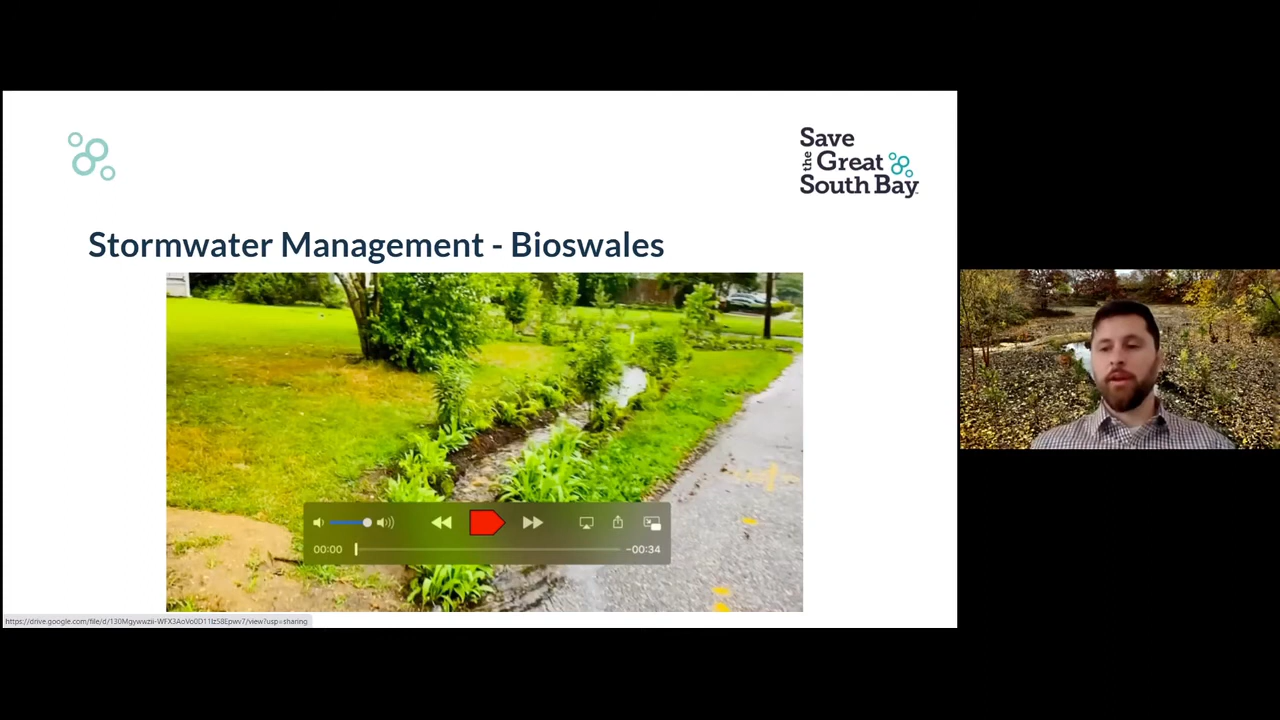 Save
the Great
South Bay
Stormwater Management - Bioswales
00:00
-00:34